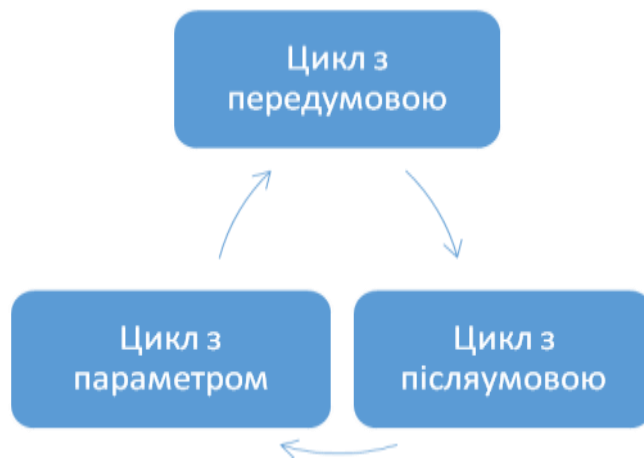 Цикл з
передумовою
Цикл з
параметром
Цикл з
післяумовою